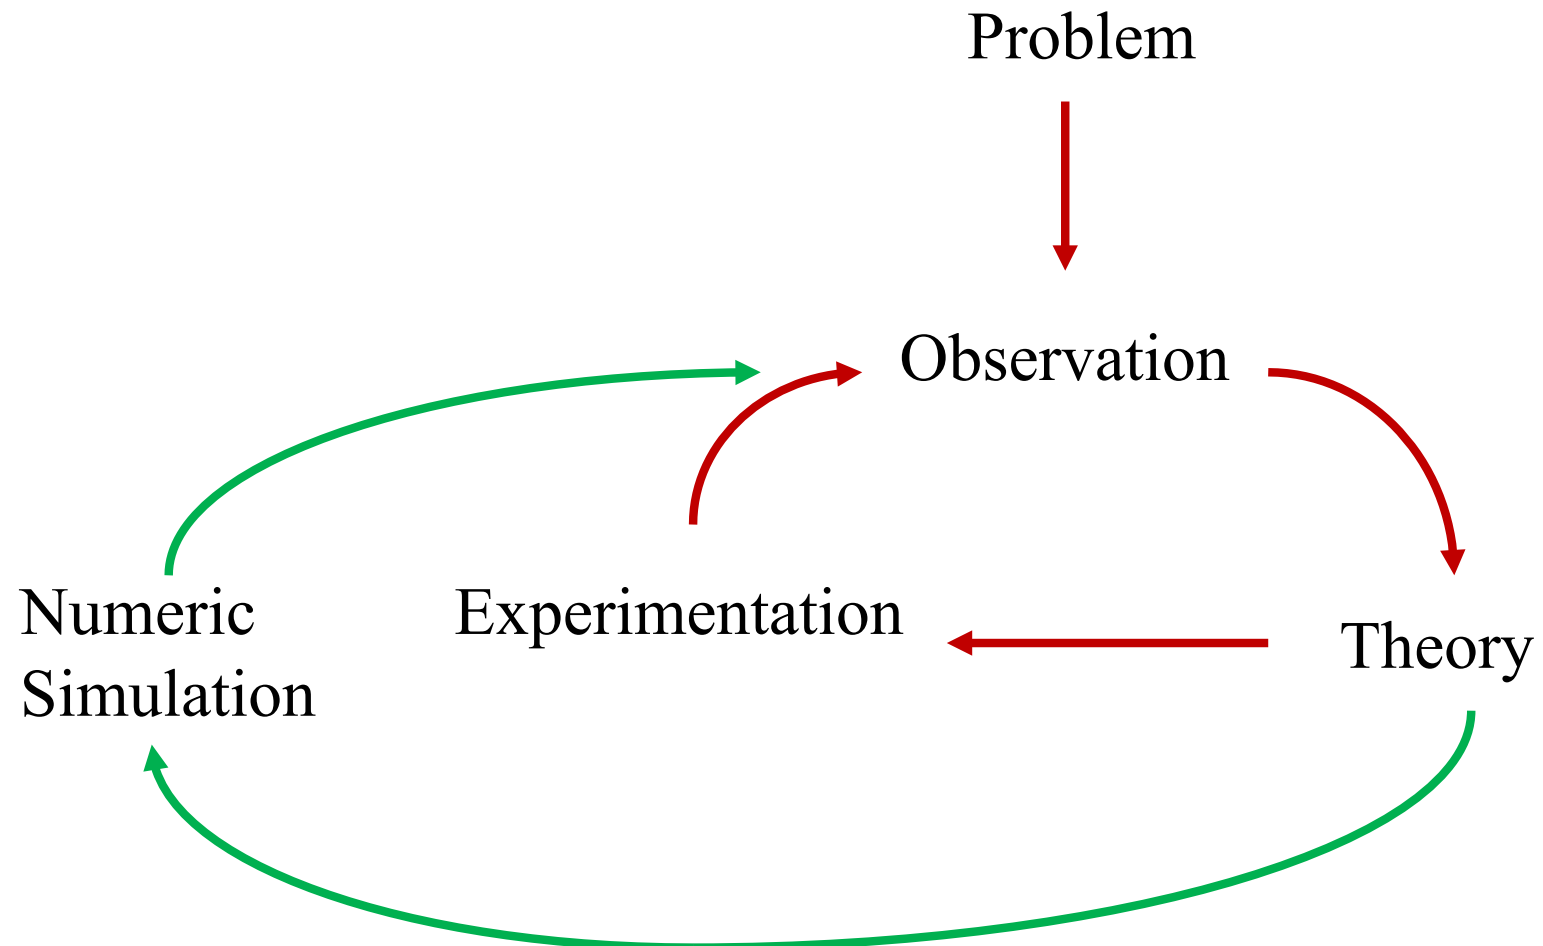 Problem
Observation
Numeric
Simulation
Experimentation
Theory